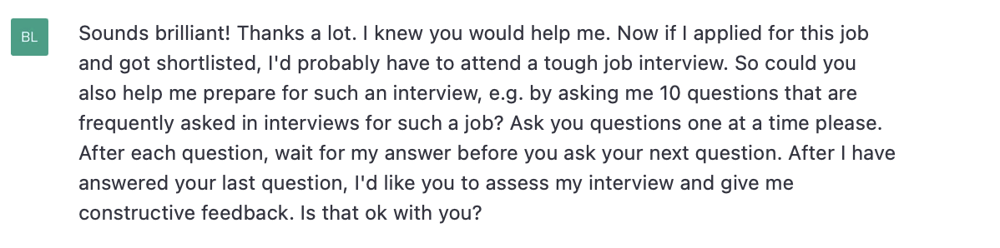 BL
Sounds brilliant! Thanks a lot. I knew you would help me. Now if I applied for this job
and got shortlisted, I'd probably have to attend a tough job interview. So could you
also help me prepare for such an interview, e.g. by asking me 10 questions that are
frequently asked in interviews for such a job? Ask you questions one at a time please.
After each question, wait for my answer before you ask your next question. After I have
answered your last question, I'd like you to assess my interview and give me
constructive feedback. Is that ok with you?